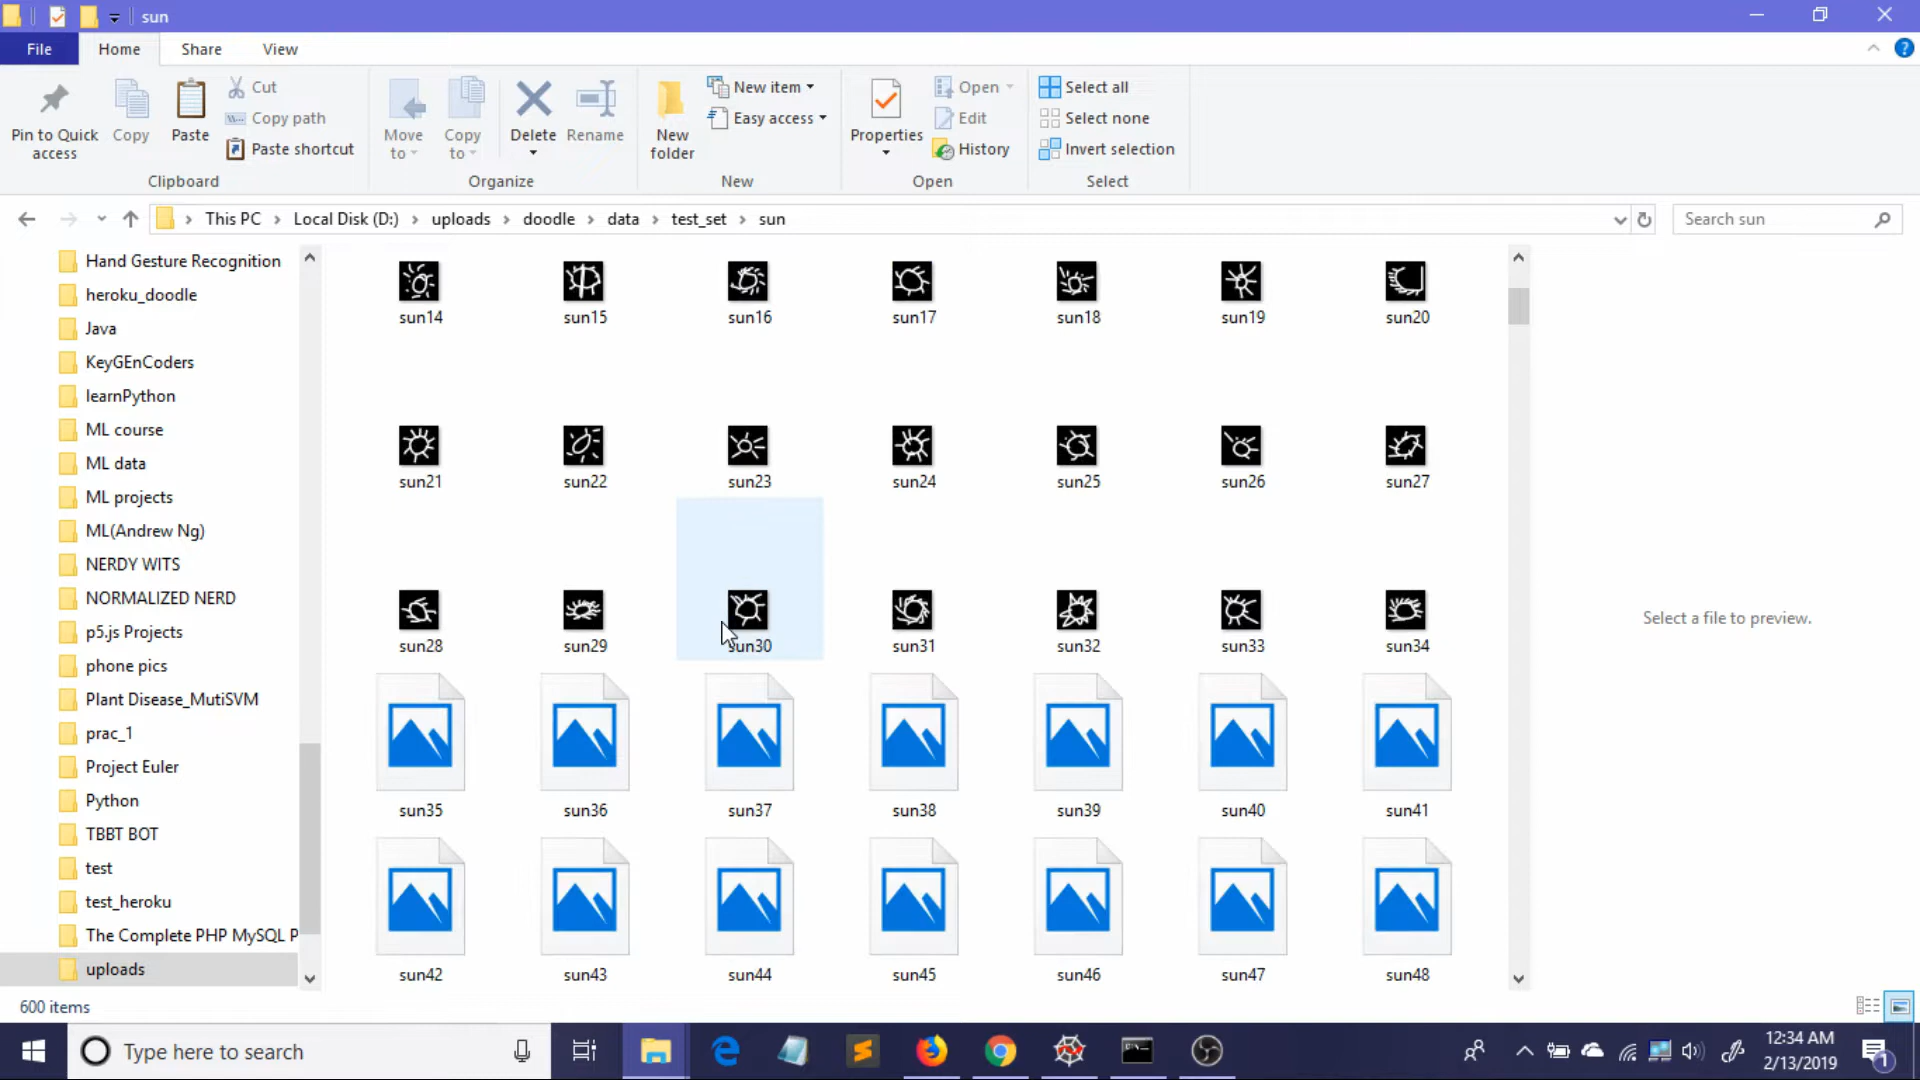 sun
File Home Share View
Pin to Quick access
Copy
Paste
Cut
Copy path
Paste shortcut
Clipboard
Move to
Copy to
Delete
Rename
Organize
New folder
New item
Easy access
New
Properties
Open
Edit
History
Open
Select all
Select none
Invert selection
Select
This PC > Local Disk (D:) > uploads > doodle > data > test_set > sun
Search sun
Hand Gesture Recognition
heroku_doodle
Java
KeyGEnCoders
learnPython
ML course
ML data
ML projects
ML(Andrew Ng)
NERDY WITS
NORMALIZED NERD
p5.js Projects
phone pics
Plant Disease_MutiSVM
prac_1
Project Euler
Python
TBBT BOT
test
test_heroku
The Complete PHP MySQL P
uploads
sun14 sun15 sun16 sun17 sun18 sun19 sun20
sun21 sun22 sun23 sun24 sun25 sun26 sun27
sun28 sun29 sun30 sun31 sun32 sun33 sun34
sun35 sun36 sun37 sun38 sun39 sun40 sun41
sun42 sun43 sun44 sun45 sun46 sun47 sun48
Select a file to preview.
600 items
Type here to search
12:34 AM
2/13/2019
1